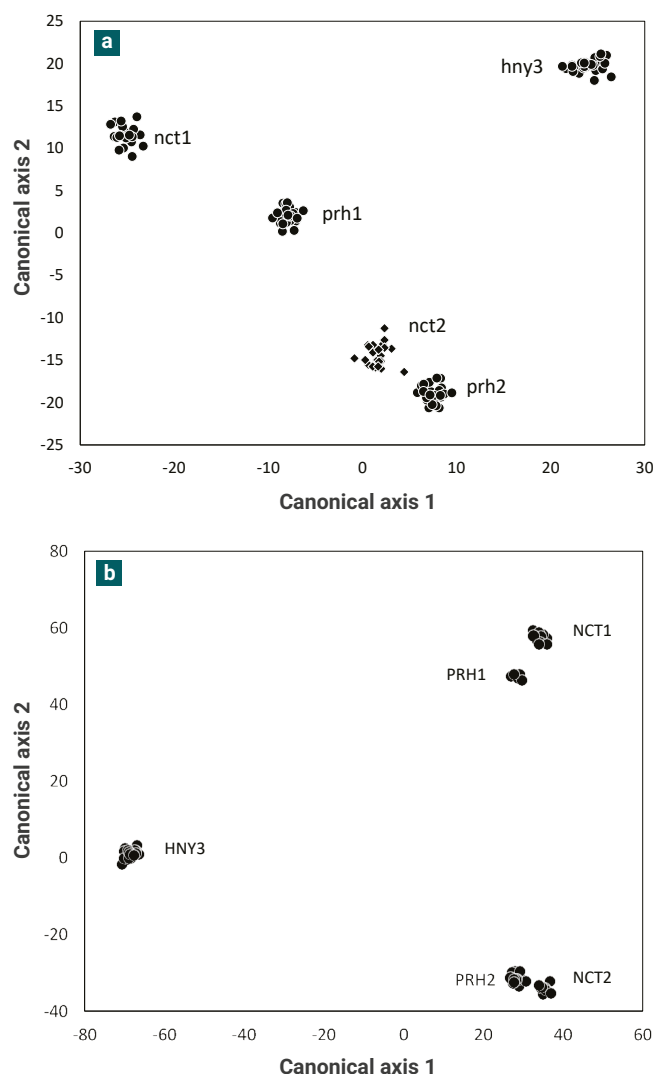 a
25
20
15
10
5
0
-5
-10
-15
-20
-25
Canonical axis 2
hny3
nct1
prh1
nct2
prh2
-30 -20 -10 0 10 20 30
Canonical axis 1
b
80
60
40
20
0
-20
-40
Canonical axis 2
NCT1
PRH1
HNY3
PRH2 NCT2
-80 -60 -40 -20 0 20 40 60
Canonical axis 1